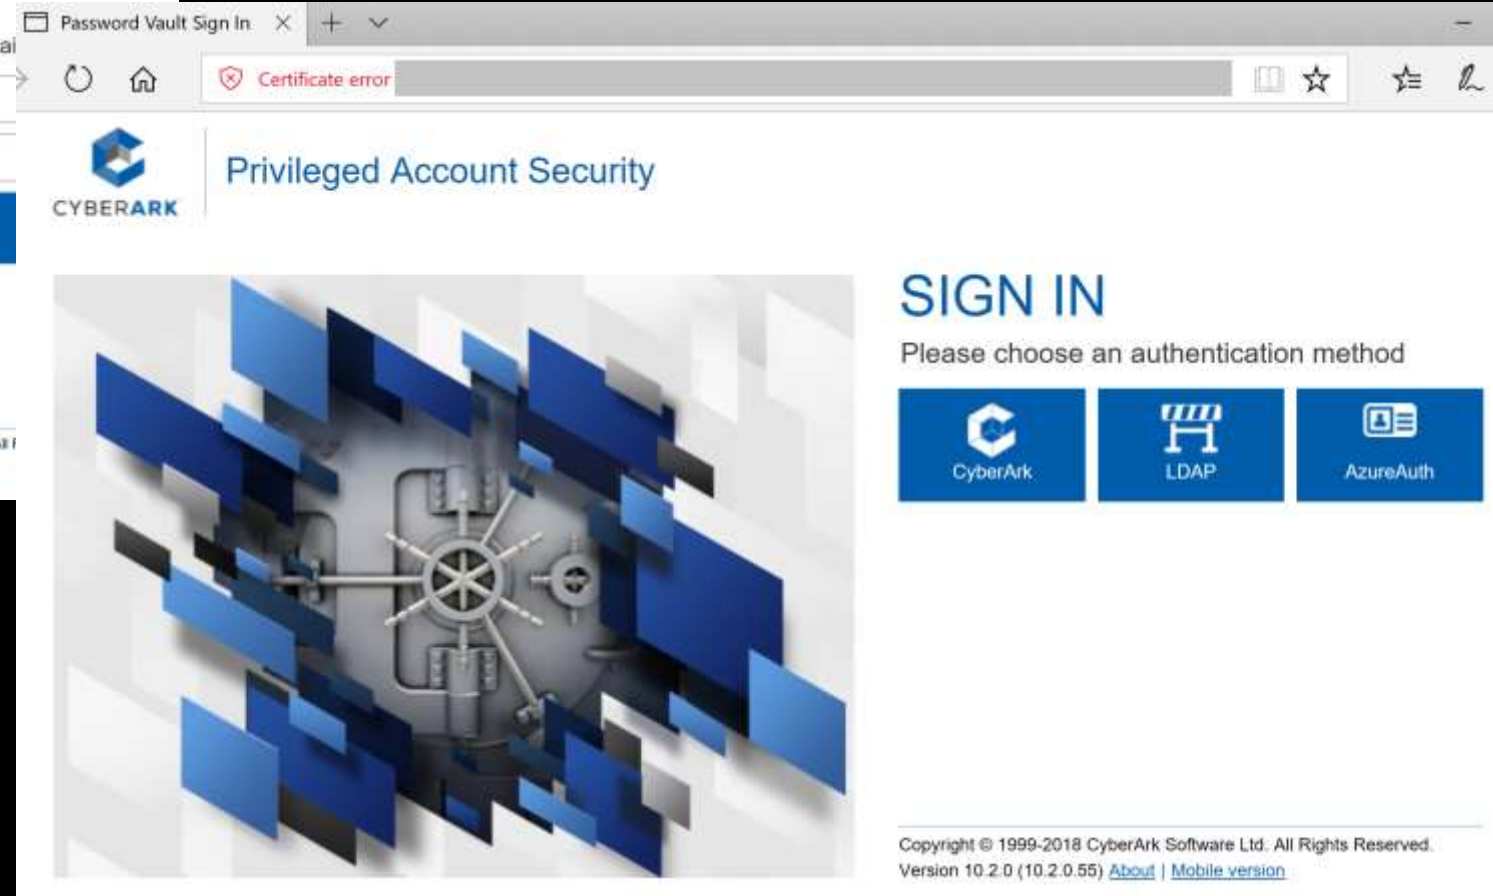 Password Vault Sign In
Certificate error
CYBERARK
Privileged Account Security
SIGN IN
Please choose an authentication method
CyberArk
LDAP
AzureAuth
Copyright © 1999-2018 CyberArk Software Ltd. All Rights Reserved.
Version 10.2.0 (10.2.0.55) About | Mobile version